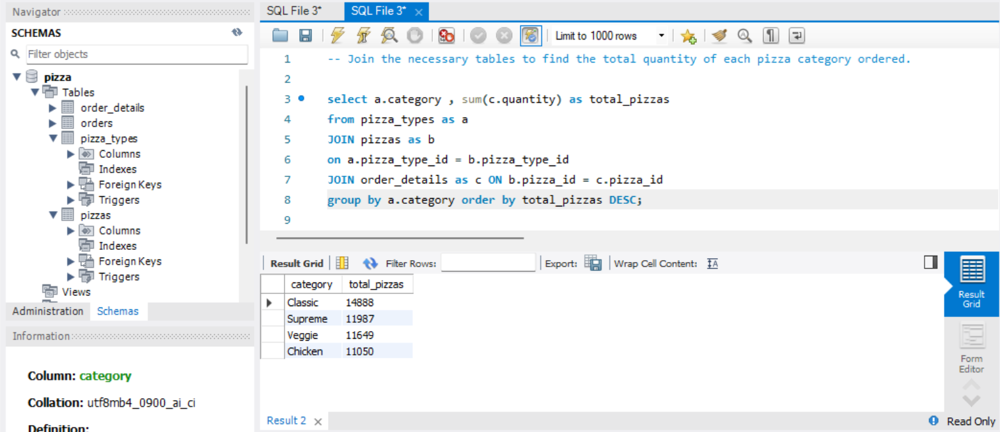 Navigator
SCHEMAS
Filter objects
pizza
Tables
order_details
orders
pizza_types
Columns
Indexes
Foreign Keys
Triggers
pizzas
Columns
Indexes
Foreign Keys
Triggers
Views
Administration Schemas
Information
Column: category
Collation: utf8mb4_0900_ai_ci
Definition:
SQL File 3* SQL File 3*
Limit to 1000 rows
1 -- Join the necessary tables to find the total quantity of each pizza category ordered.
2
3 select a.category , sum(c.quantity) as total_pizzas
4 from pizza_types as a
5 JOIN pizzas as b
6 on a.pizza_type_id = b.pizza_type_id
7 JOIN order_details as c ON b.pizza_id = c.pizza_id
8 group by a.category order by total_pizzas DESC;
9
Result Grid Filter Rows: Export: Wrap Cell Content: IA
category total_pizzas
Classic 14888
Supreme 11987
Veggie 11649
Chicken 11050
Result
Grid
Form
Editor
Result 2
Read Only